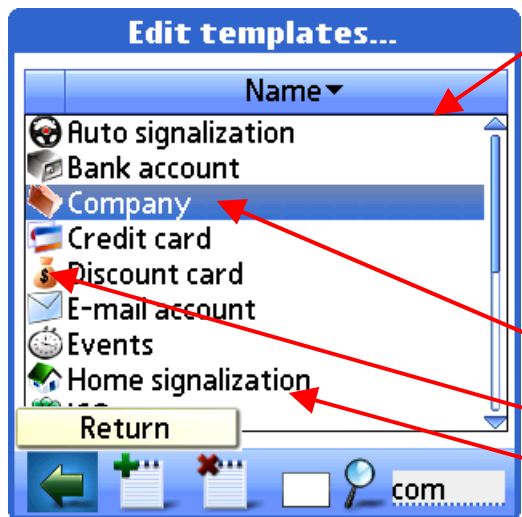 Edit templates...
Name
Auto signalization
Bank account
Company
Credit card
Discount card
E-mail account
Events
Home signalization
Return
com